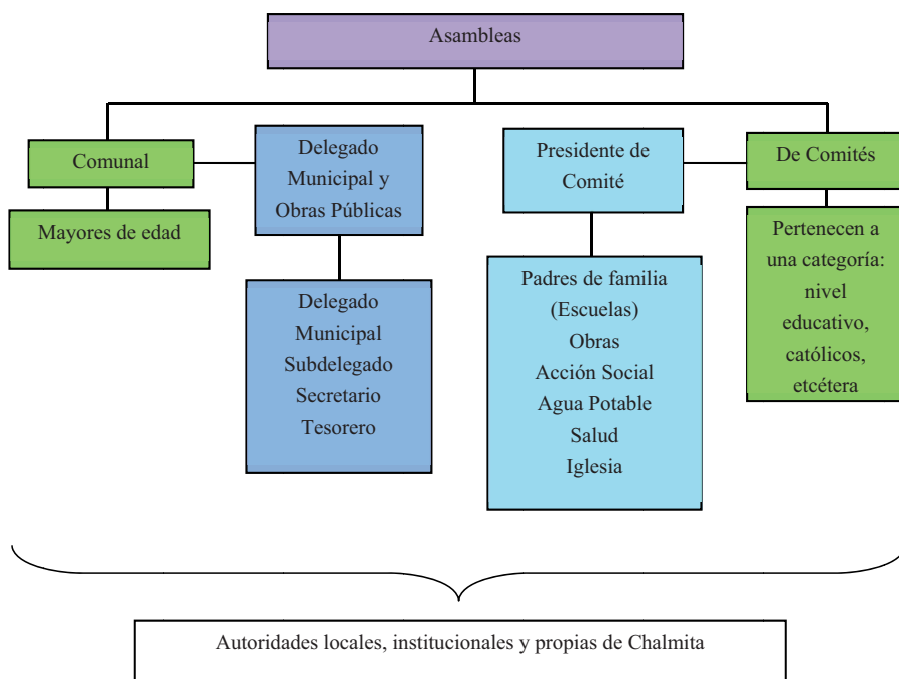 Asambleas
Comunal
Mayores de edad
Delegado
Municipal y
Obras Públicas
Delegado
Municipal
Subdelegado
Secretario
Tesorero
Presidente de
Comité
Padres de familia
(Escuelas)
Obras
Acción Social
Agua Potable
Salud
Iglesia
De Comités
Pertenecen a
una categoría:
nivel
educativo,
católicos,
etcétera
Autoridades locales, institucionales y propias de Chalmita